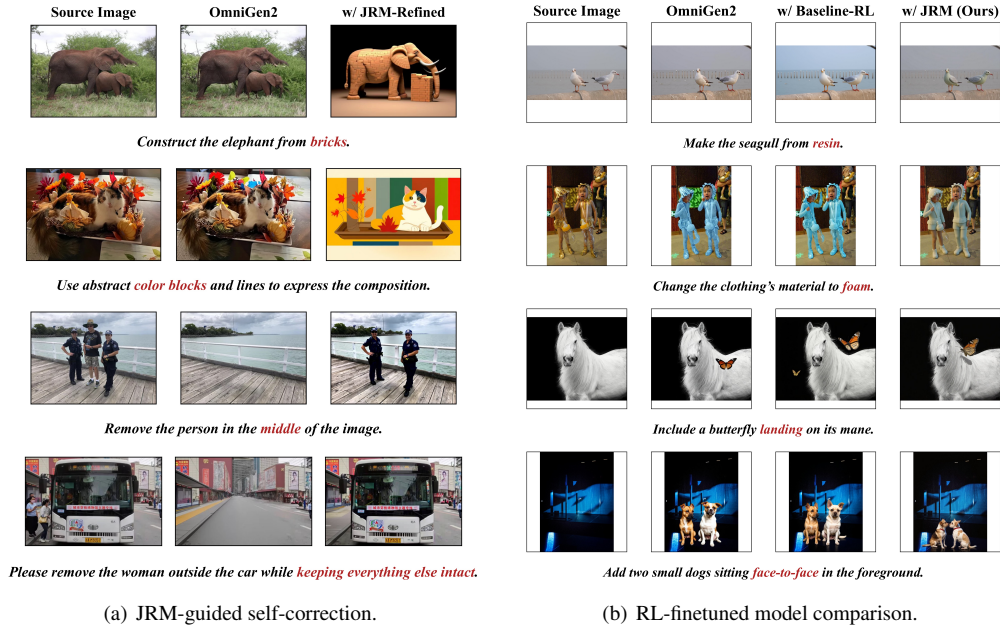 Source Image OmniGen2 w/ JRM-Refined
Construct the elephant from bricks.
Use abstract color blocks and lines to express the composition.
Remove the person in the middle of the image.
Please remove the woman outside the car while keeping everything else intact.
(a) JRM-guided self-correction.
Source Image OmniGen2 w/ Baseline-RL w/ JRM (Ours)
Make the seagull from resin.
Change the clothing's material to foam.
Include a butterfly landing on its mane.
Add two small dogs sitting face-to-face in the foreground.
(b) RL-finetuned model comparison.